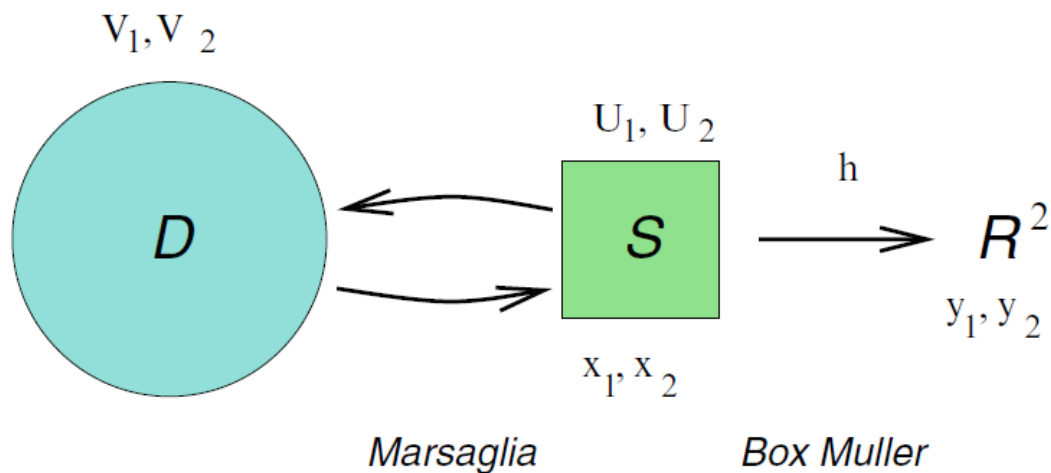 V₁, V₂
U₁, U₂
h
D
S
R²
y₁, y₂
x₁, x₂
Marsaglia
Box Muller